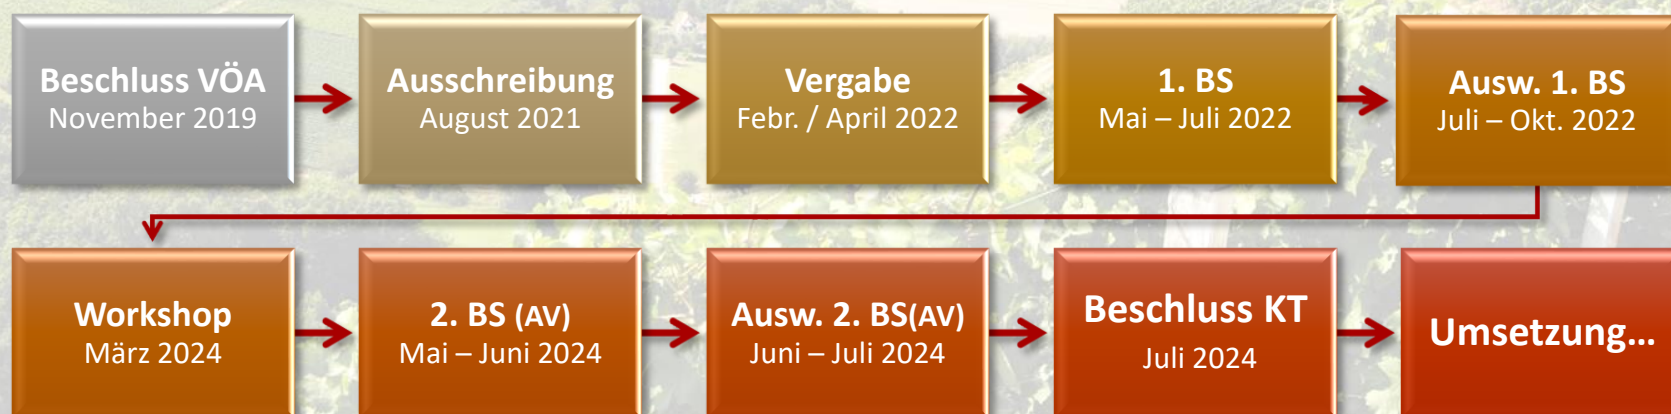 Beschluss VÖA
November 2019
Ausschreibung
August 2021
Vergabe
Febr. / April 2022
1. BS
Mai – Juli 2022
Ausw. 1. BS
Juli – Okt. 2022
Workshop
März 2024
2. BS (AV)
Mai – Juni 2024
Ausw. 2. BS(AV)
Juni – Juli 2024
Beschluss KT
Juli 2024
Umsetzung...